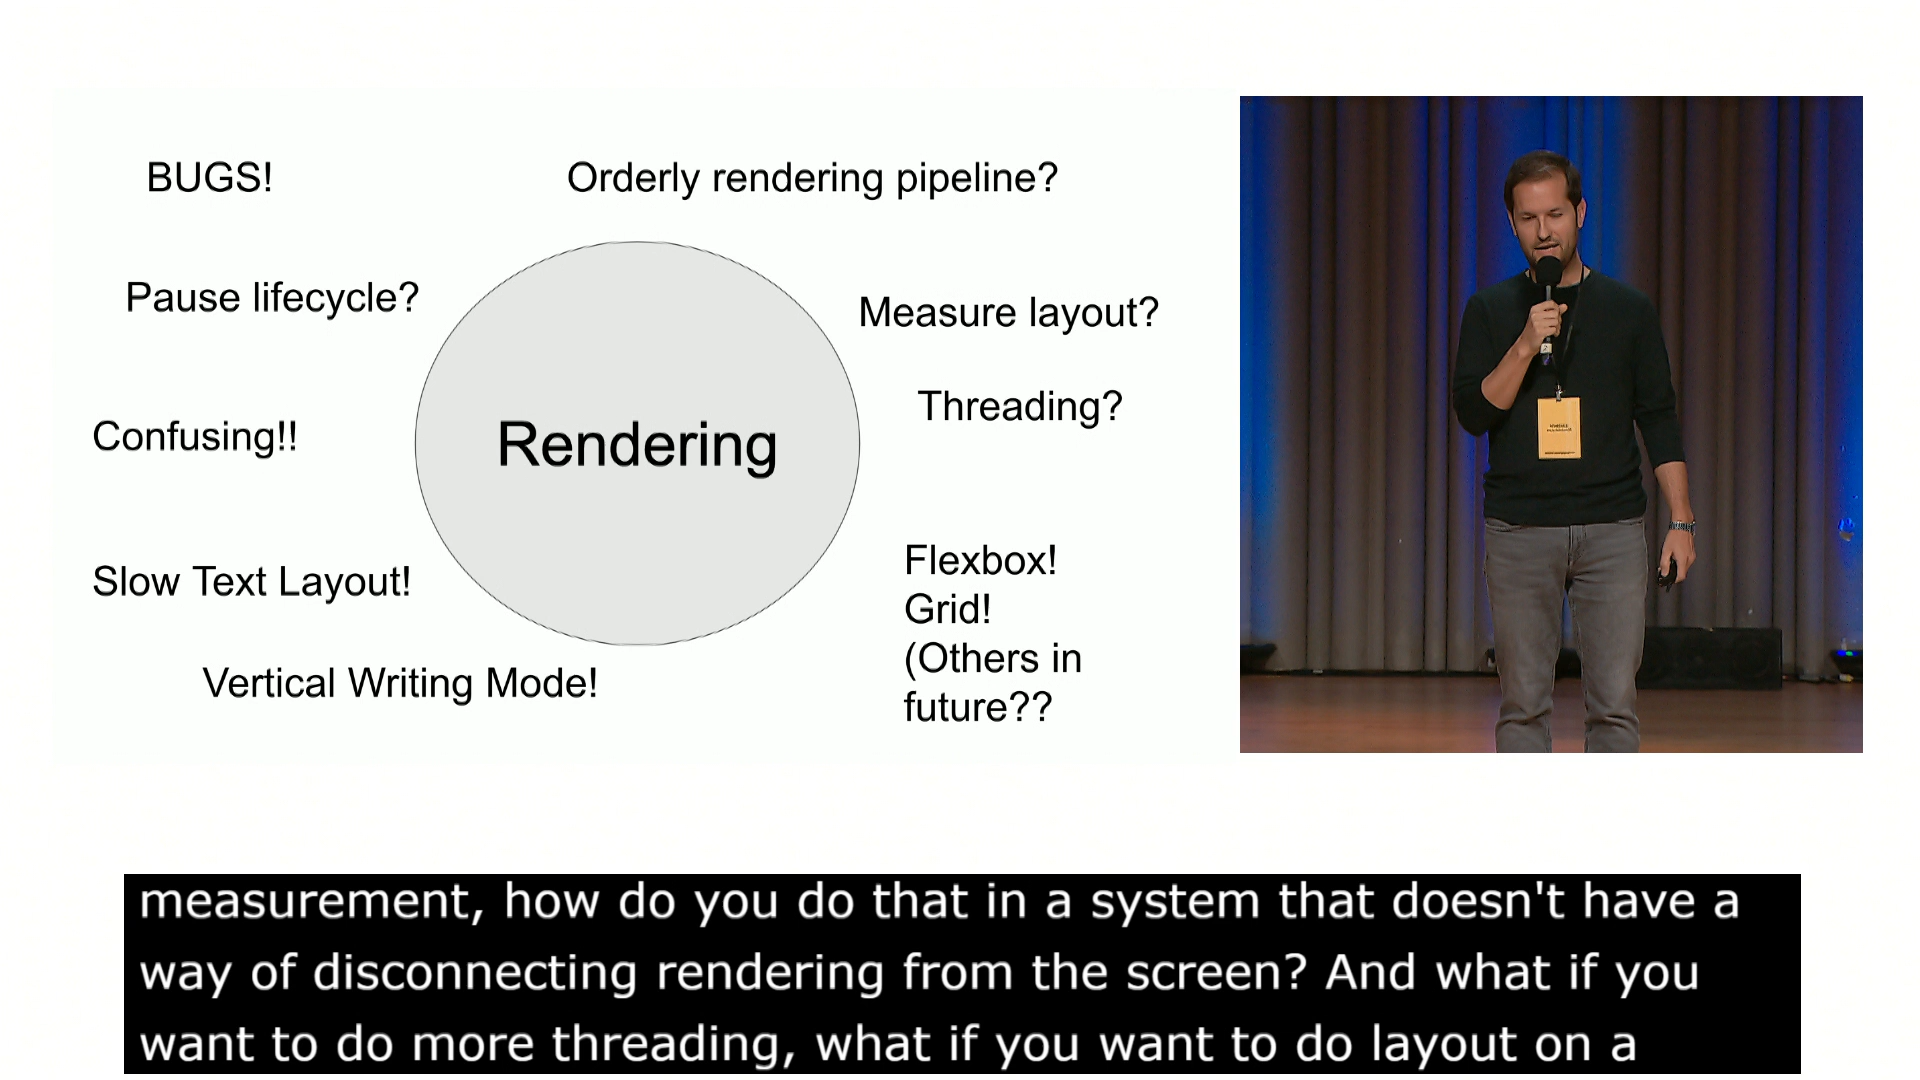 BUGS!
Orderly rendering pipeline?
Pause lifecycle?
Measure layout?
Threading?
Confusing!!
Rendering
Slow Text Layout!
Flexbox!
Grid!
(Others in
future??
Vertical Writing Mode!
measurement, how do you do that in a system that doesn't have a
way of disconnecting rendering from the screen? And what if you
want to do more threading, what if you want to do layout on a